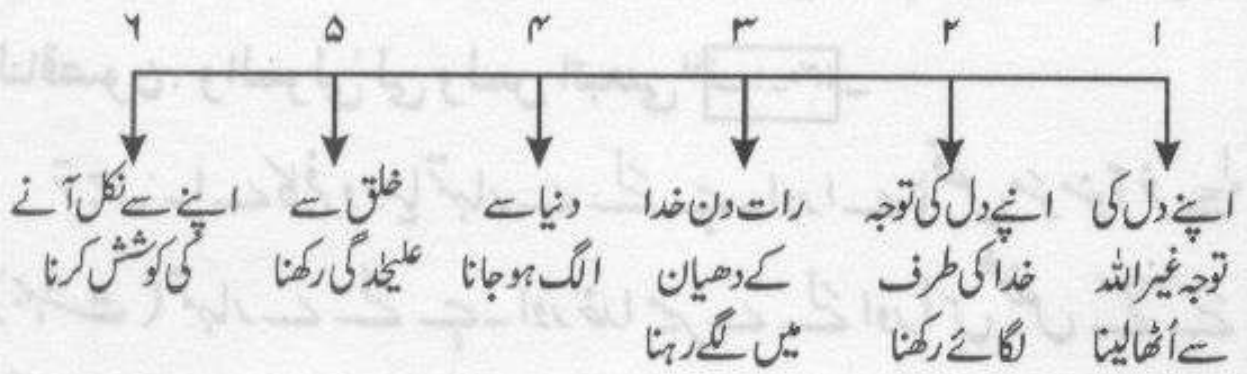 ۱ ۲ ۳ ۴ ۵ ۶
اپنے دل کی
توجہ غیر اللہ
سے اُٹھا لینا
اپنے دل کی توجہ
خدا کی طرف
لگائے رکھنا
رات دن خدا
کے دھیان
میں لگے رہنا
دنیا سے
الگ ہو جانا
خلق سے
علیٰحدگی رکھنا
اپنے سے نکل آنے
کی کوشش کرنا